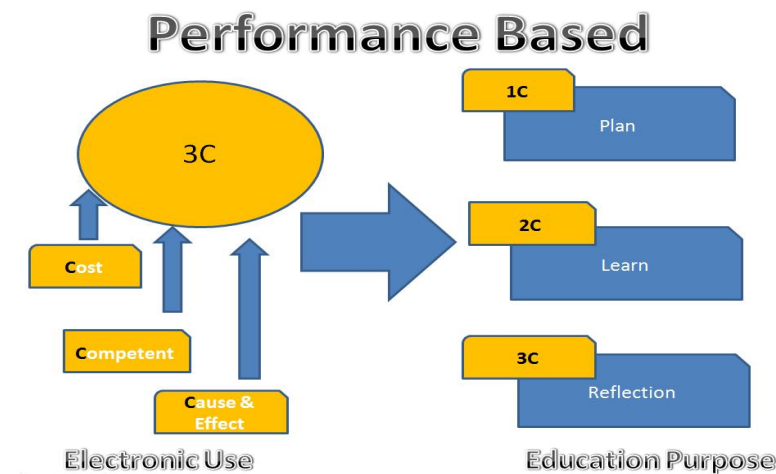 Performance Based
3C
Cost
Competent
Cause &
Effect
Electronic Use
1C
Plan
2C
Learn
3C
Reflection
Education Purpose